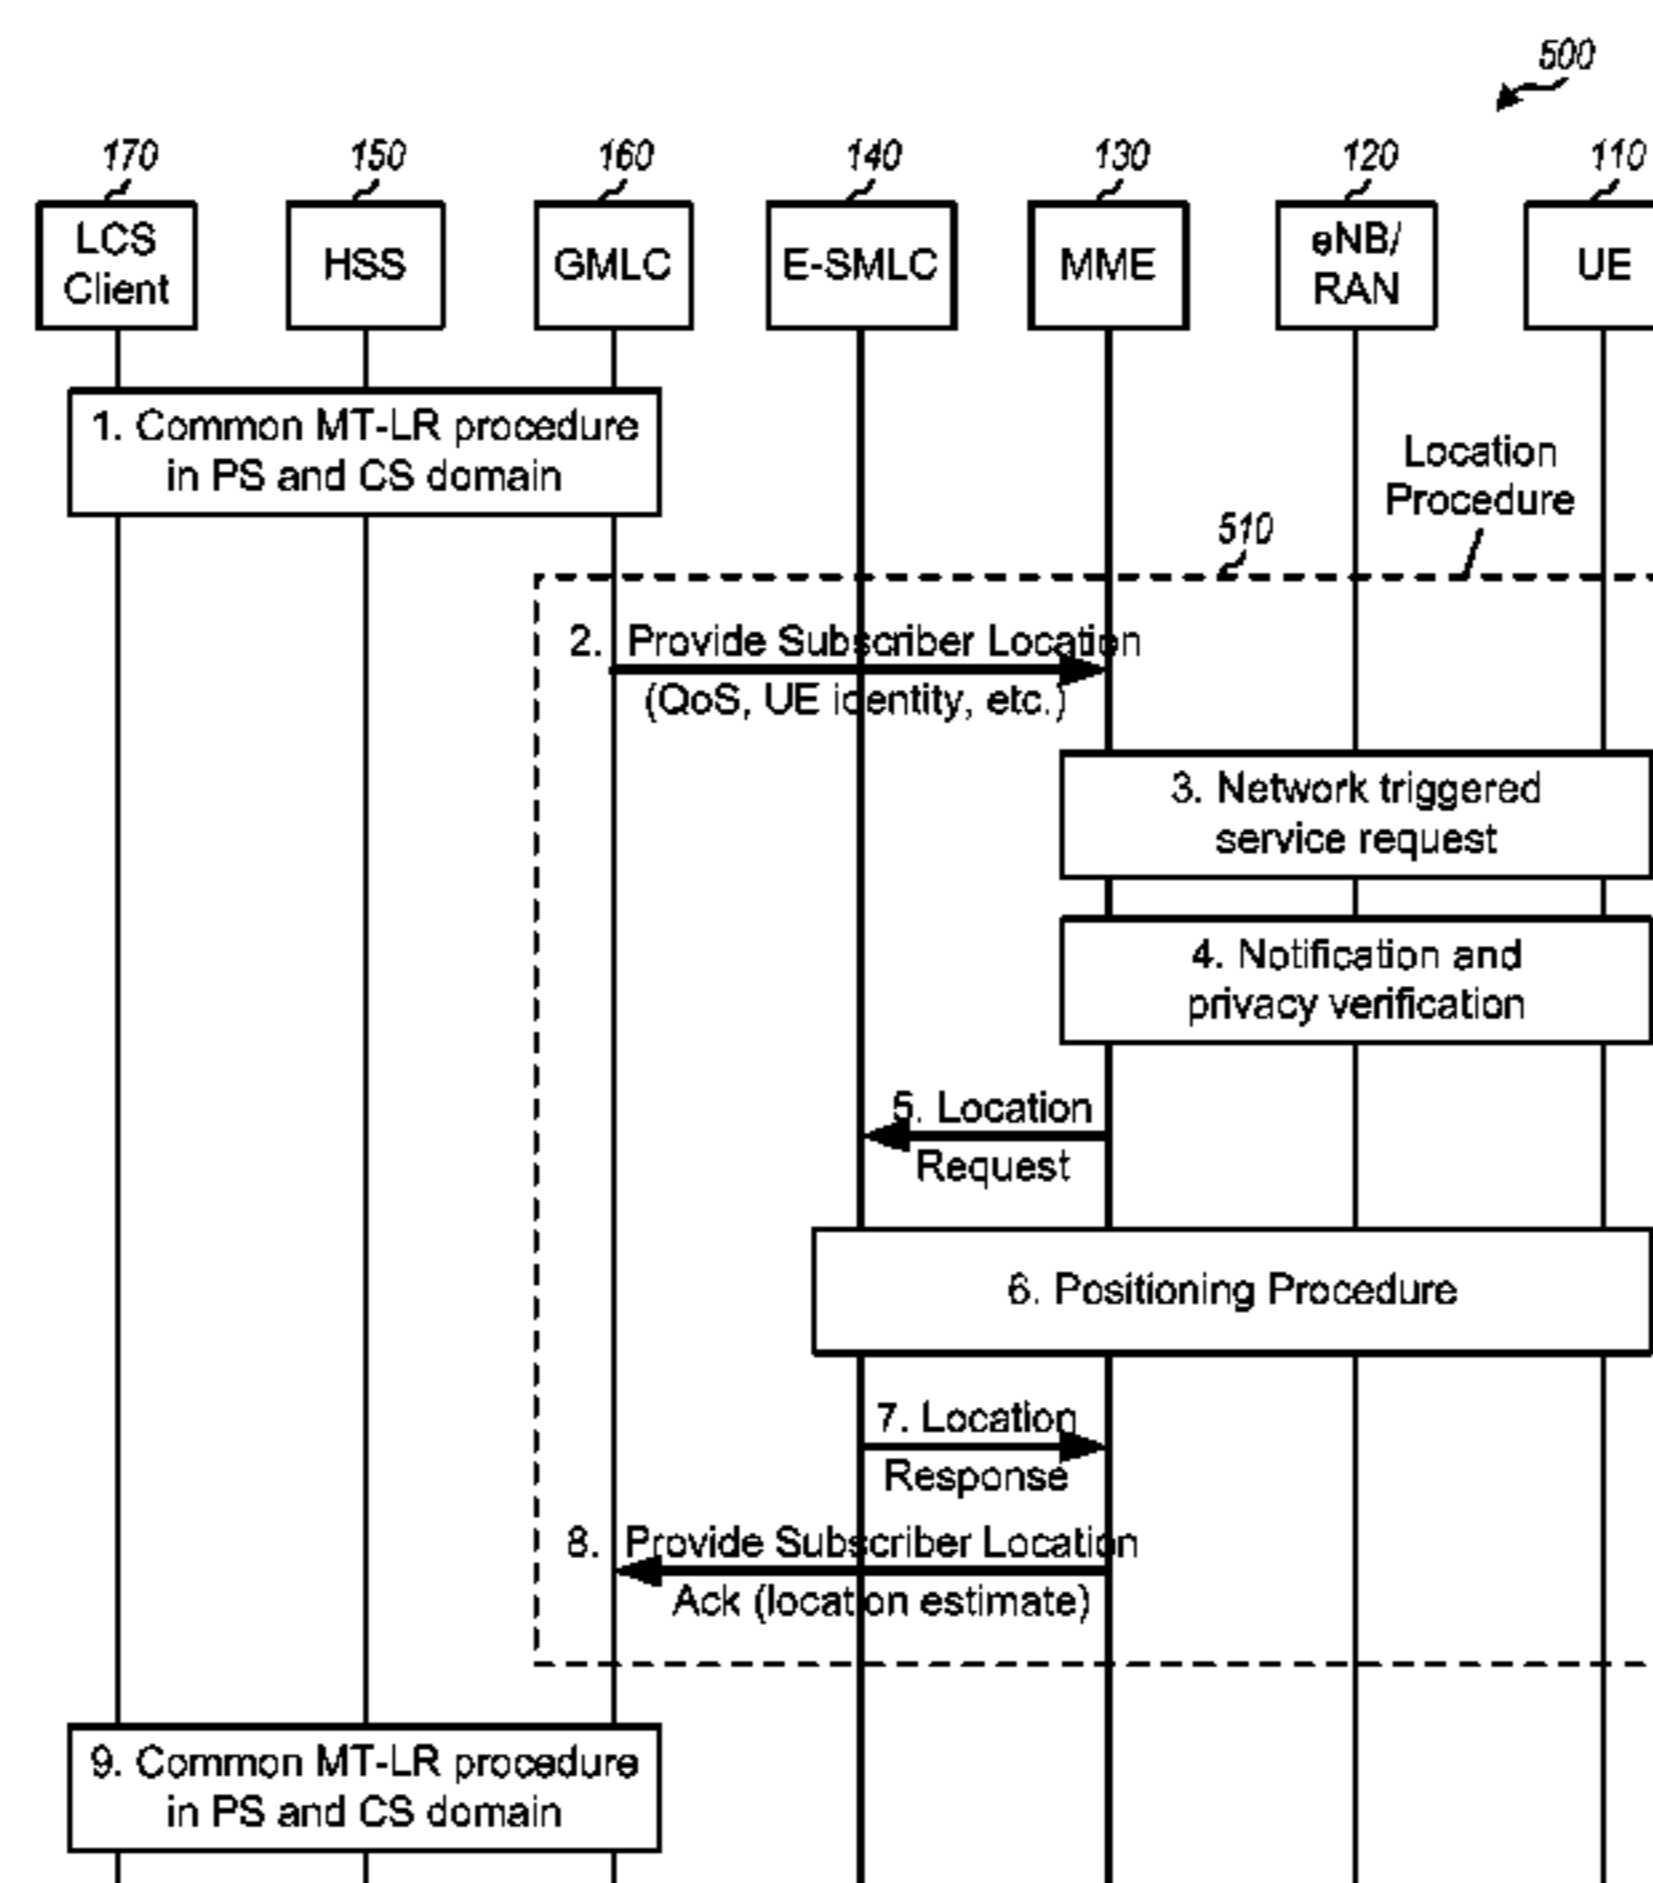 500
170
150
160
140
130
120
110
LCS
Client
HSS
GMLC
E-SMLC
MME
eNB/
RAN
UE
1. Common MT-LR procedure
in PS and CS domain
Location
Procedure
510
2. Provide Subscriber Location
(QoS, UE identity, etc.)
3. Network triggered
service request
4. Notification and
privacy verification
5. Location
Request
6. Positioning Procedure
7. Location
Response
8. Provide Subscriber Location
Ack (location estimate)
9. Common MT-LR procedure
in PS and CS domain